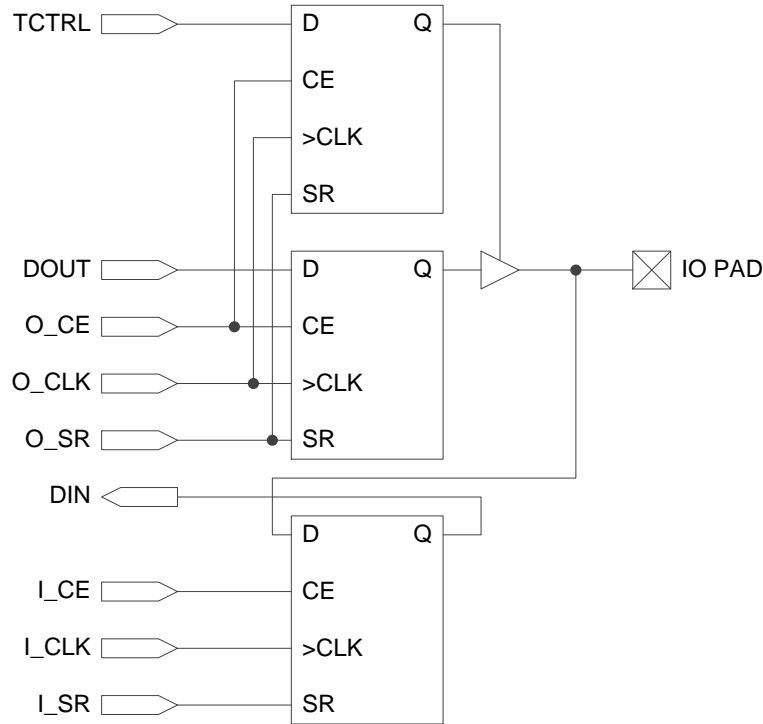 TCTRL
D
Q
CE
>CLK
SR
DOUT
D
Q
IO PAD
O_CE
CE
O_CLK
>CLK
O_SR
SR
DIN
D
Q
I_CE
CE
I_CLK
>CLK
I_SR
SR